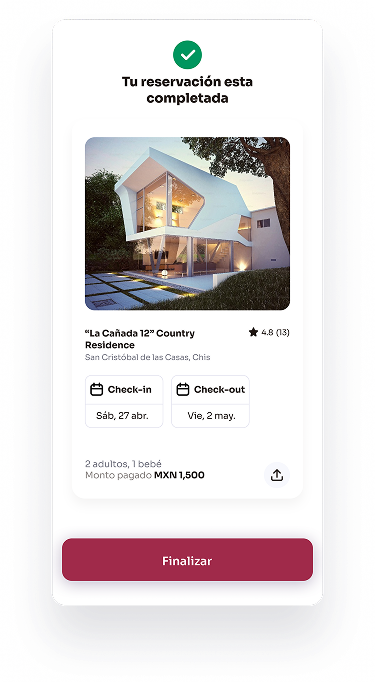 Tu reservación esta
completada
“La Cañada 12” Country
Residence
4.8 (13)
San Cristóbal de las Casas, Chis
Check-in
Check-out
Sáb, 27 abr.
Vie, 2 may.
2 adultos, 1 bebé
Monto pagado MXN 1,500
Finalizar